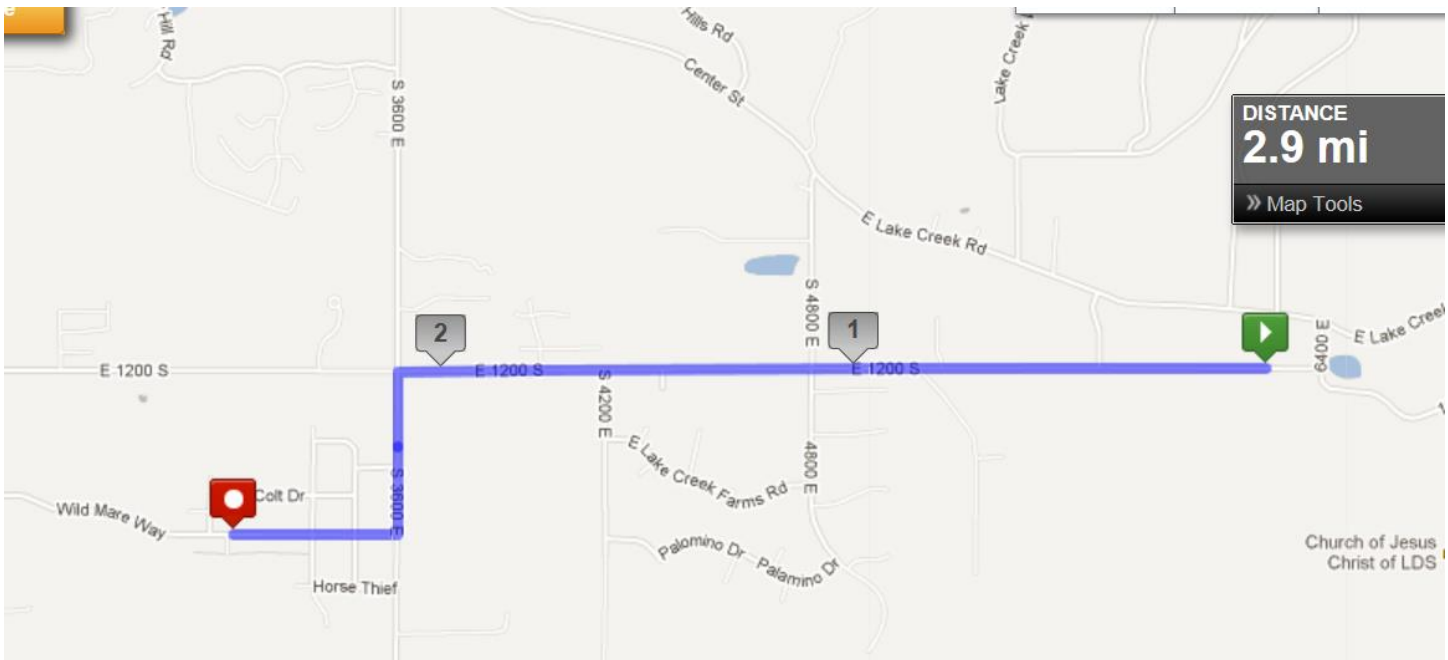 e
Hill Rd
Hills Rd
Center St
Lake Creek
S 3600 E
DISTANCE
2.9 mi
» Map Tools
E Lake Creek Rd
S 4800 E
2
1
6400 E
E Lake Creek
E 1200 S
E 1200 S
E 1200 S
S 4200 E
E Lake Creek Farms Rd
4800 E
S 3600 E
Colt Dr
Wild Mare Way
Palomino Dr
Palamino Dr
Church of Jesus
Christ of LDS
Horse Thief